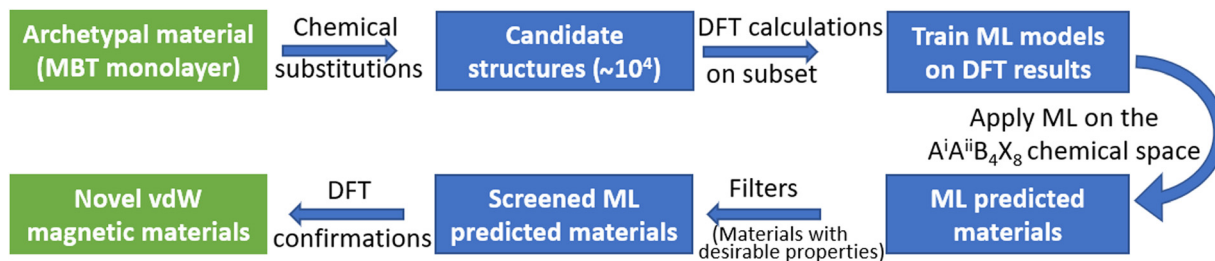 Archetypal material
(MBT monolayer)
Chemical
substitutions
Candidate
structures (~10⁴)
DFT calculations
on subset
Train ML models
on DFT results
Apply ML on the
AⁱAⁱⁱB₄X₈ chemical space
ML predicted
materials
Filters
(Materials with
desirable properties)
Screened ML
predicted materials
DFT
confirmations
Novel vdW
magnetic materials